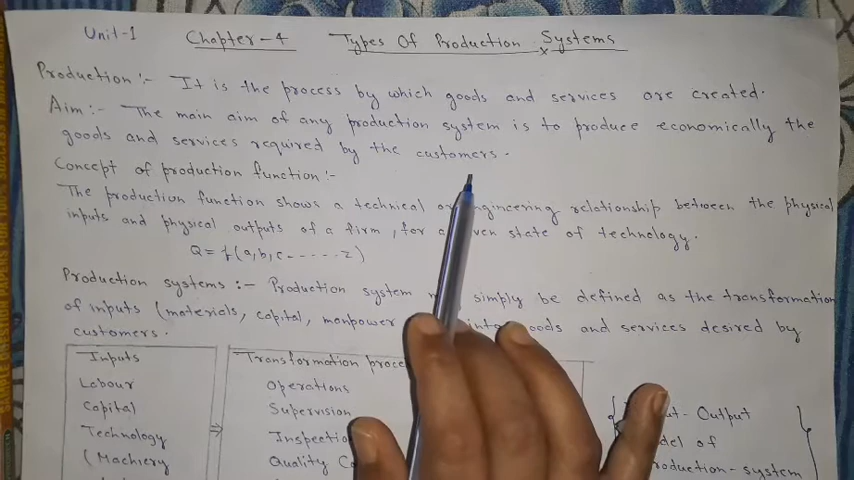 Unit-1 Chapter-4 Types Of Production Systems
Production:- It is the process by which goods and services are created.
Aim:- The main aim of any production system is to produce economically the
goods and services required by the customers.
Concept of production function:-
The production function shows a technical or engineering relationship between the physical
inputs and physical outputs of a firm, for a given state of technology.
Q = f(a,b,c------z)
Production systems:- Production system simply be defined as the transformation
of inputs (materials, capital, manpower into goods and services desired by
customers.
Inputs Transformation process
Labour Operations
Capital Supervision - Output
Technology Inspection Model of
(Machiery Quality production-system